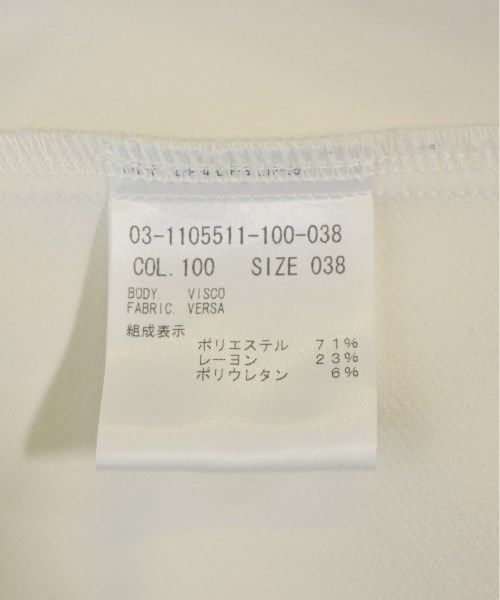 03-1105511-100-038
COL. 100 SIZE 038
BODY. VISCO
FABRIC. VERSA
組成表示
ポリエステル 71%
レーヨン 23%
ポリウレタン 6%